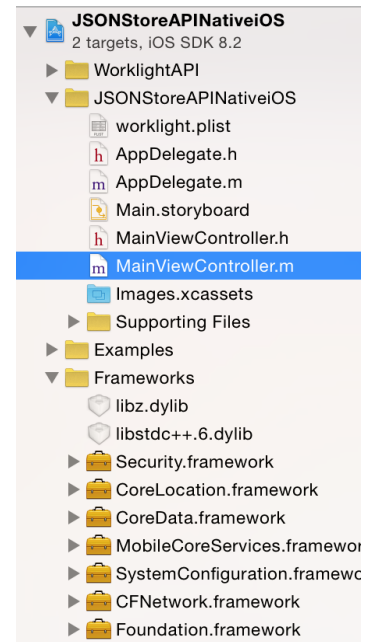 JSONStoreAPINativeiOS
2 targets, iOS SDK 8.2
WorklightAPI
JSONStoreAPINativeiOS
worklight.plist
h AppDelegate.h
m AppDelegate.m
Main.storyboard
h MainViewController.h
m MainViewController.m
Images.xcassets
Supporting Files
Examples
Frameworks
libz.dylib
libstdc++.6.dylib
Security.framework
CoreLocation.framework
CoreData.framework
MobileCoreServices.framewor
SystemConfiguration.framewo
CFNetwork.framework
Foundation.framework